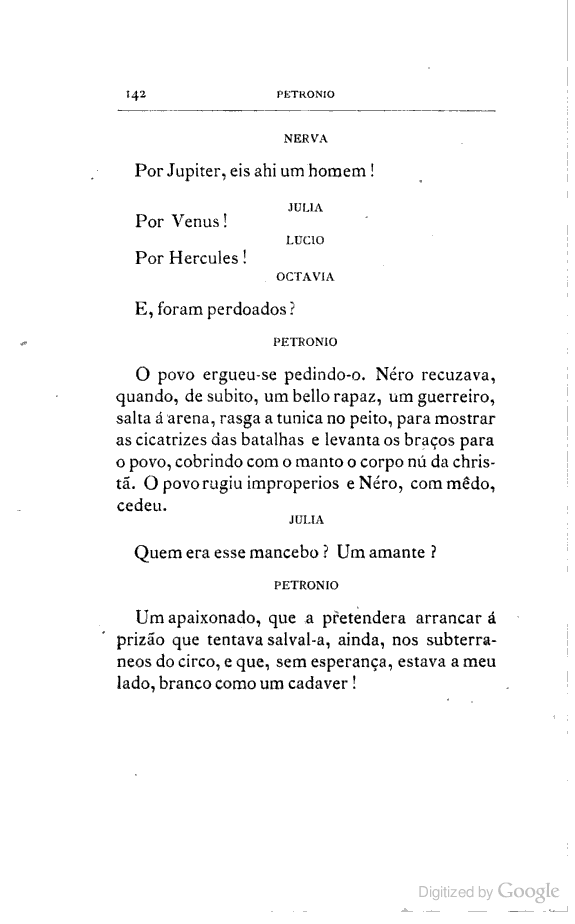 142 PETRONIO
NERVA
Por Jupiter, eis ahi um homem !
JULIA
Por Venus !
LUCIO
Por Hercules !
OCTAVIA
E, foram perdoados ?
PETRONIO
O povo ergueu-se pedindo-o. Néro recuzava,
quando, de subito, um bello rapaz, um guerreiro,
salta á arena, rasga a tunica no peito, para mostrar
as cicatrizes das batalhas e levanta os braços para
o povo, cobrindo com o manto o corpo nú da chris-
tã. O povo rugiu improperios e Néro, com mêdo,
cedeu.
JULIA
Quem era esse mancebo ? Um amante ?
PETRONIO
Um apaixonado, que a pretendera arrancar á
prizão que tentava salval-a, ainda, nos subterra-
neos do circo, e que, sem esperança, estava a meu
lado, branco como um cadaver !
Digitized by Google